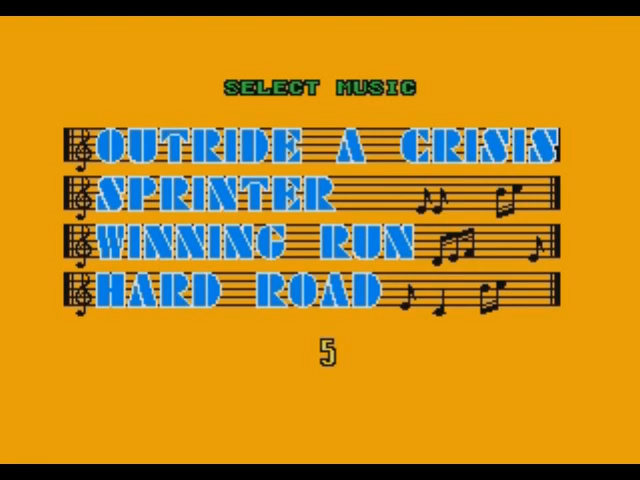 SELECT MUSIC
OUTRIDE A CRISIS
SPRINTER
WINNING RUN
HARD ROAD
5